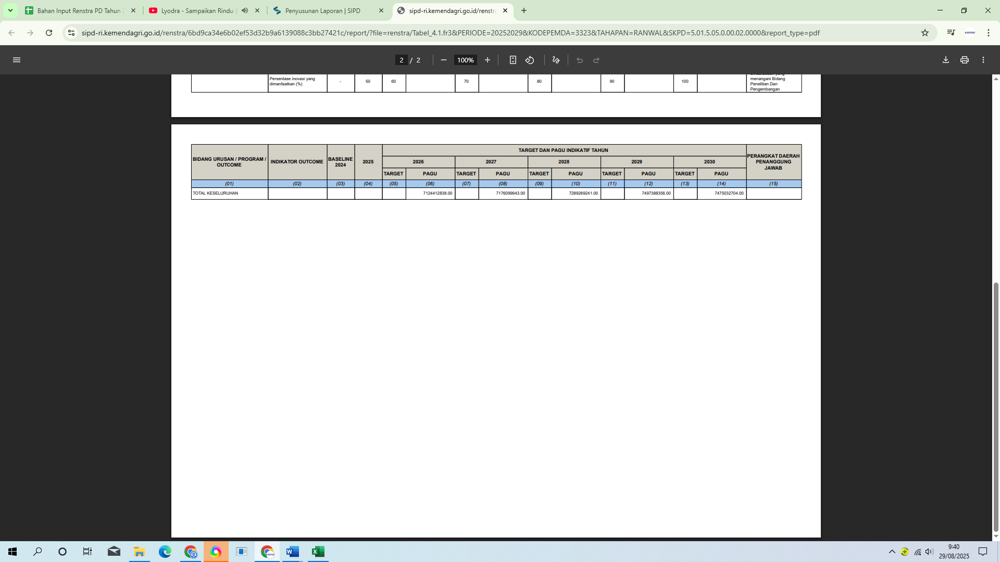 Bahan Input Renstra PD Tahun 2
Lyodra - Sampaikan Rindu (
Penyusunan Laporan | SIPD
sipd-ri.kemendagri.go.id/renstra
sipd-ri.kemendagri.go.id/renstra/6bd9ca34e6b02ef53d32b9a6139088c3bb27421c/report/?file=renstra/Tabel_4.1.fr3&PERIODE=20252029&KODEPEMDA=3323&TAHAPAN=RANWAL&SKPD=5.01.5.05.0.00.02.0000&report_type=pdf
2 / 2
100%
Persentase inovasi yang
dimanfaatkan (%)
-
50
60
70
80
90
100
menangani Bidang
Penelitian Dan
Pengembangan
BIDANG URUSAN / PROGRAM /
OUTCOME
INDIKATOR OUTCOME
BASELINE
2024
2025
TARGET DAN PAGU INDIKATIF TAHUN
PERANGKAT DAERAH
PENANGGUNG
JAWAB
2026 2027 2028 2029 2030
TARGET PAGU TARGET PAGU TARGET PAGU TARGET PAGU TARGET PAGU
(01) (02) (03) (04) (05) (06) (07) (08) (09) (10) (11) (12) (13) (14) (15)
TOTAL KESELURUHAN 7124412838.00 7176099943.00 7289269241.00 7497388356.00 7475032704.00
9:40
29/08/2025